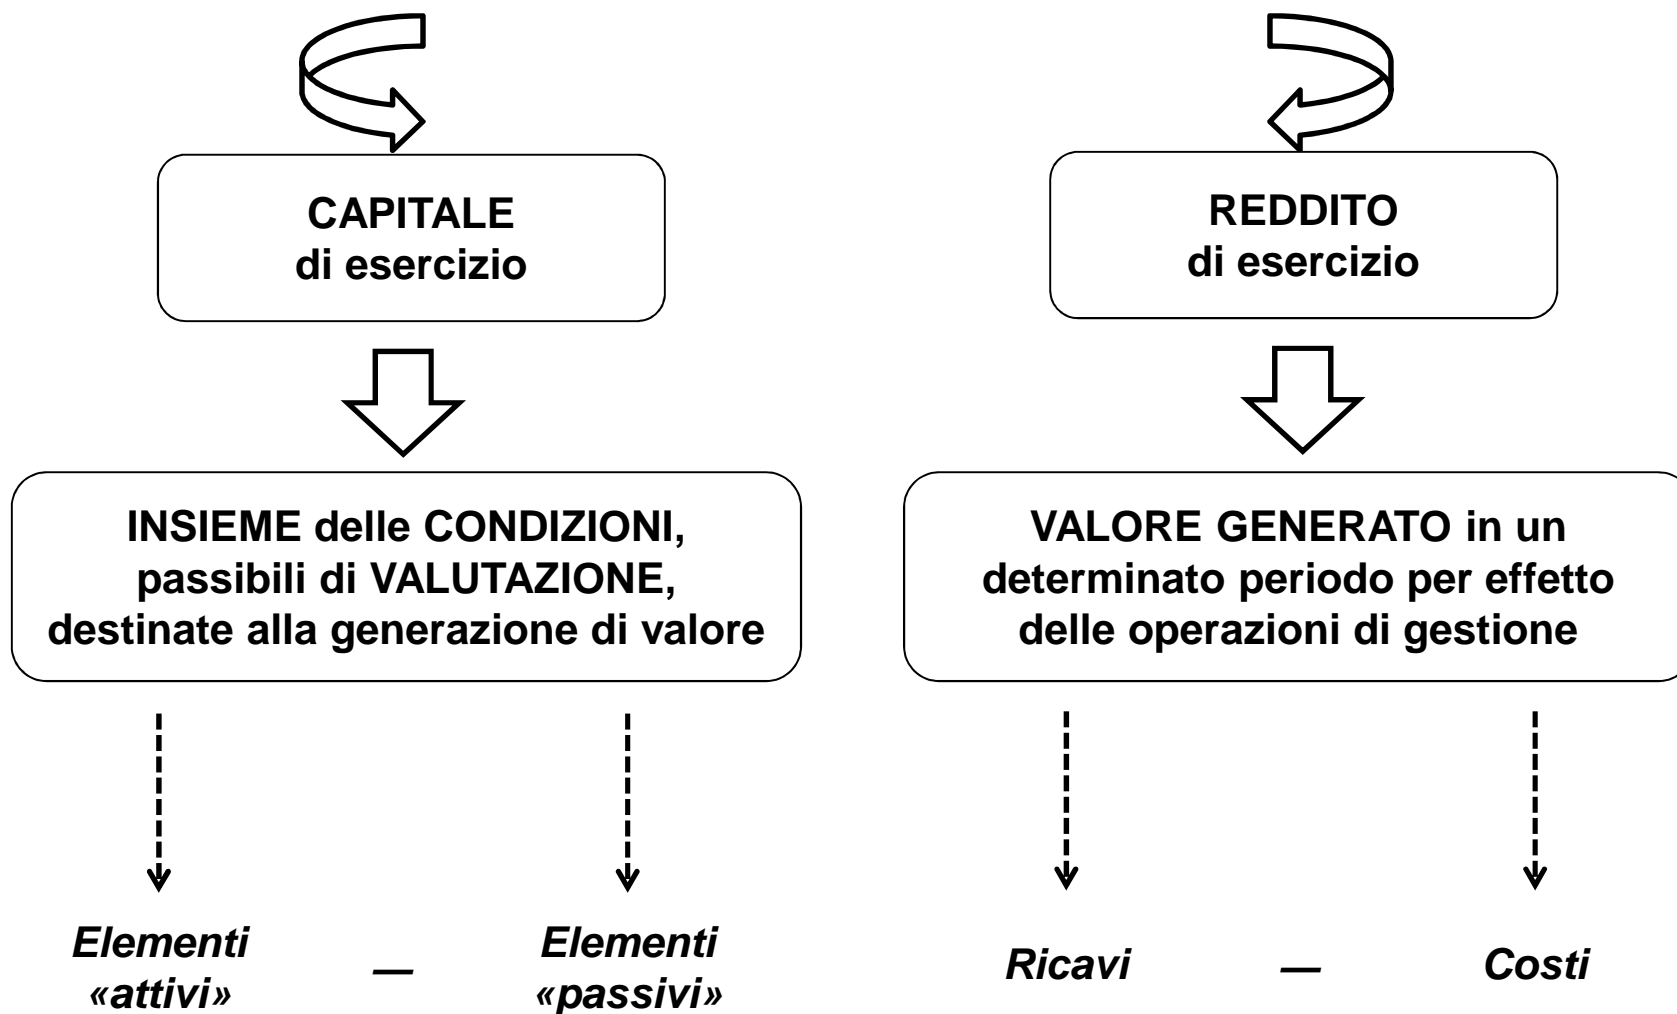 CAPITALE
di esercizio
REDDITO
di esercizio
INSIEME delle CONDIZIONI,
passibili di VALUTAZIONE,
destinate alla generazione di valore
VALORE GENERATO in un
determinato periodo per effetto
delle operazioni di gestione
Elementi
«attivi»
—
Elementi
«passivi»
Ricavi — Costi